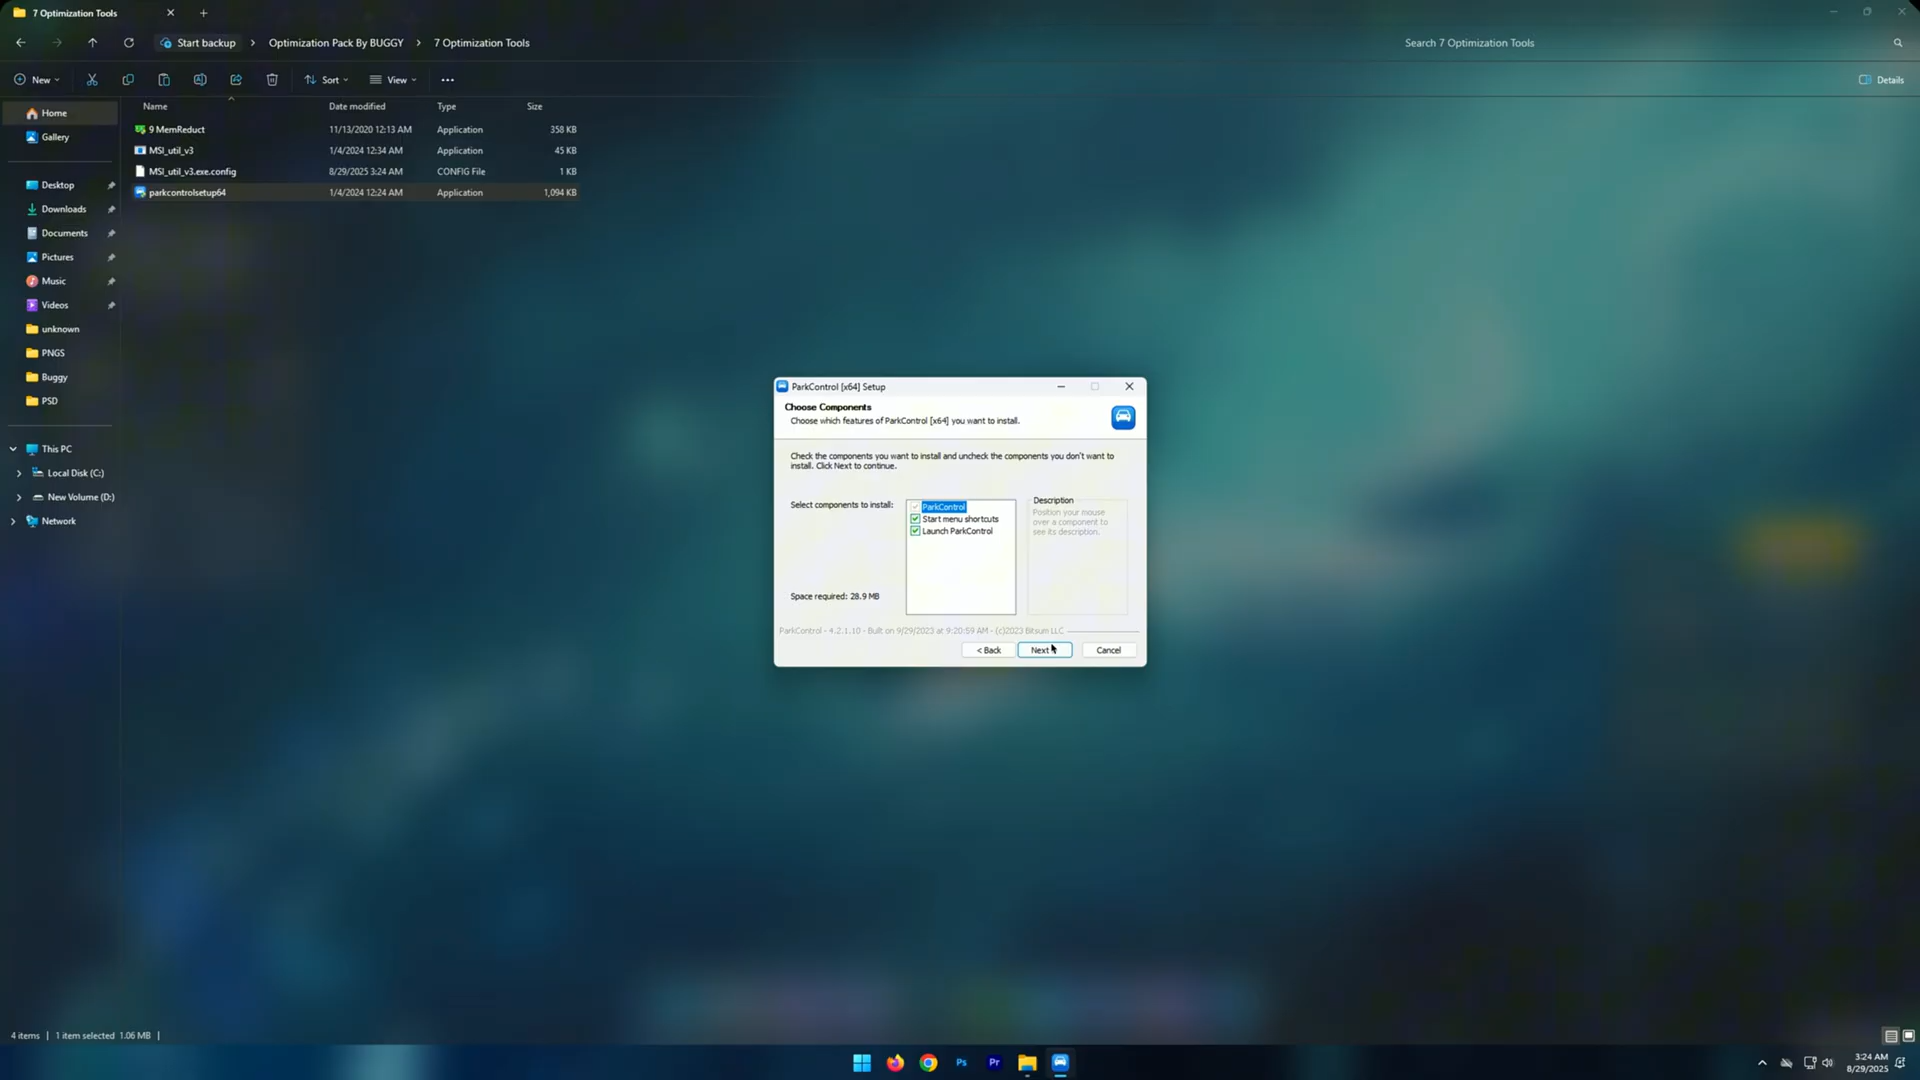 7 Optimization Tools
Start backup > Optimization Pack By BUGGY > 7 Optimization Tools
Search 7 Optimization Tools
New
Sort
View
Details
Home
Gallery
Desktop
Downloads
Documents
Pictures
Music
Videos
unknown
PNGS
Buggy
PSD
This PC
Local Disk (C:)
New Volume (D:)
Network
Name Date modified Type Size
9 MemReduct 11/13/2020 12:13 AM Application 358 KB
MSI_util_v3 1/4/2024 12:34 AM Application 45 KB
MSI_util_v3.exe.config 8/29/2025 3:24 AM CONFIG File 1 KB
parkcontrolsetup64 1/4/2024 12:24 AM Application 1,094 KB
ParkControl [x64] Setup
Choose Components
Choose which features of ParkControl [x64] you want to install.
Check the components you want to install and uncheck the components you don't want to
install. Click Next to continue.
Select components to install:
ParkControl
Start menu shortcuts
Launch ParkControl
Description
Position your mouse
over a component to
see its description.
Space required: 28.9 MB
ParkControl - 4.2.1.10 - Built on 9/29/2023 at 9:20:59 AM - (c)2023 Bitsum LLC
< Back
Next
Cancel
4 items | 1 item selected 1.06 MB |
Ps
Pr
3:24 AM
8/29/2025